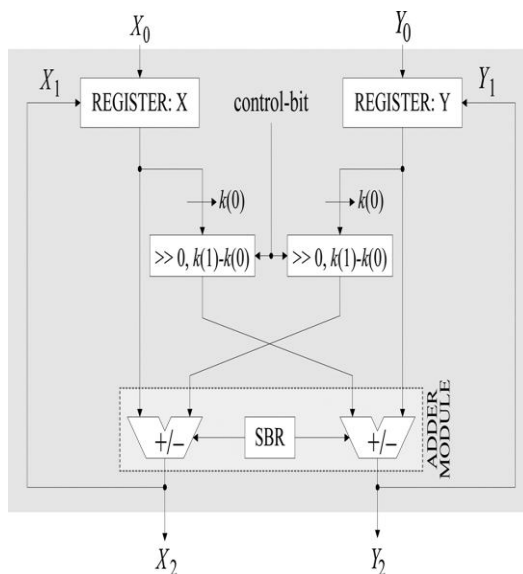 X₀ Y₀
X₁ Y₁
REGISTER: X control-bit REGISTER: Y
k(0) k(0)
>> 0, k(1)-k(0) >> 0, k(1)-k(0)
+/− SBR +/−
ADDER
MODULE
X₂ Y₂